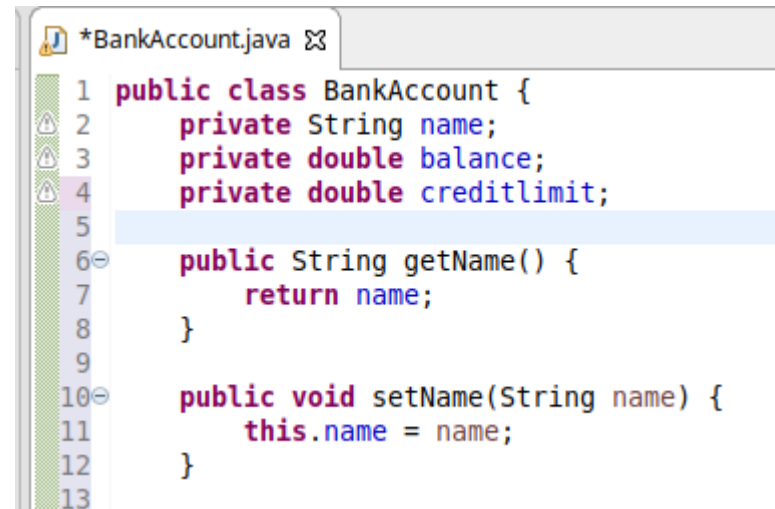 *BankAccount.java
1 public class BankAccount {
2 private String name;
3 private double balance;
4 private double creditlimit;
5
6 public String getName() {
7 return name;
8 }
9
10 public void setName(String name) {
11 this.name = name;
12 }
13